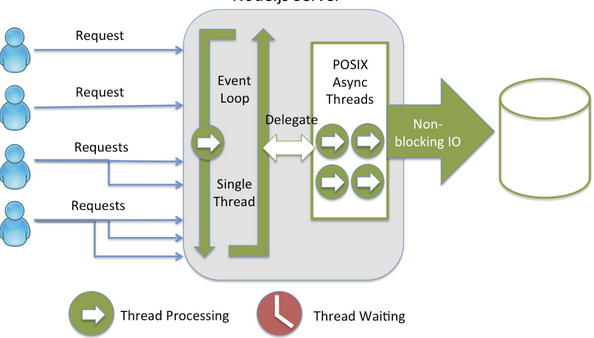 Request
Request
Requests
Requests
Event
Loop
Single
Thread
Delegate
POSIX
Async
Threads
Non-
blocking IO
Thread Processing
Thread Waiting